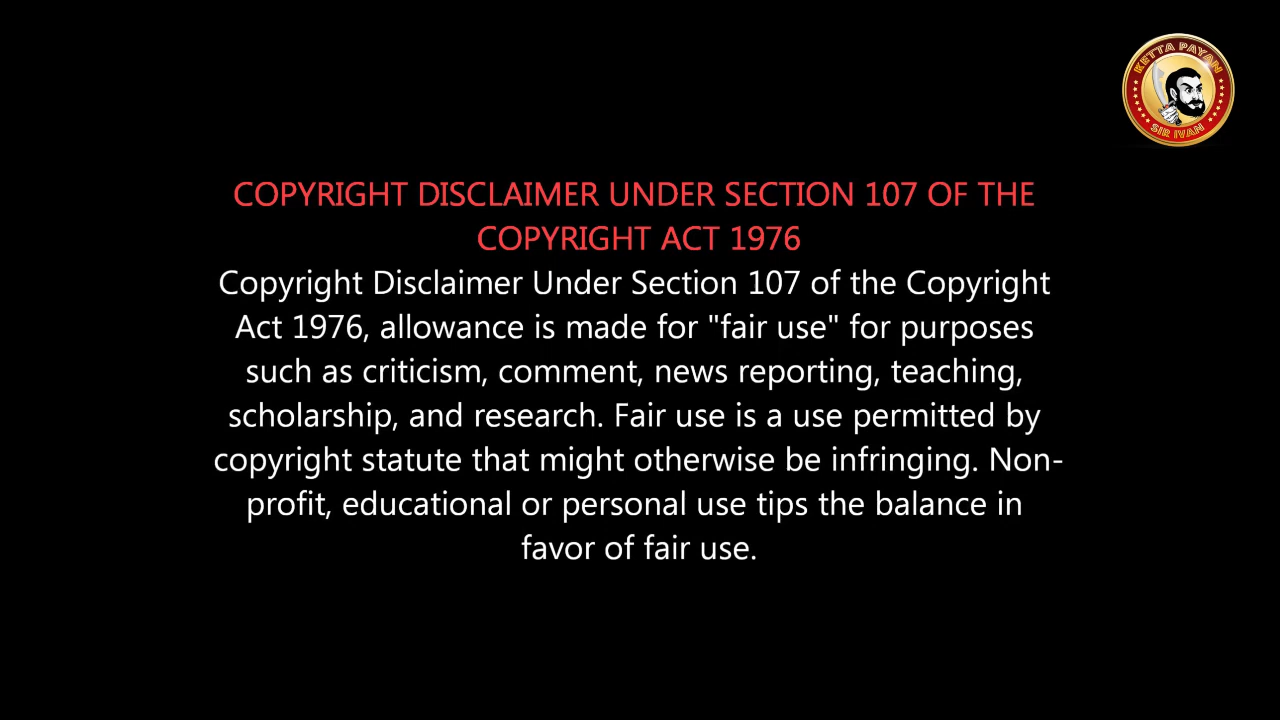 KETTA PAYAN
SIR IVAN
COPYRIGHT DISCLAIMER UNDER SECTION 107 OF THE
COPYRIGHT ACT 1976
Copyright Disclaimer Under Section 107 of the Copyright
Act 1976, allowance is made for "fair use" for purposes
such as criticism, comment, news reporting, teaching,
scholarship, and research. Fair use is a use permitted by
copyright statute that might otherwise be infringing. Non-
profit, educational or personal use tips the balance in
favor of fair use.